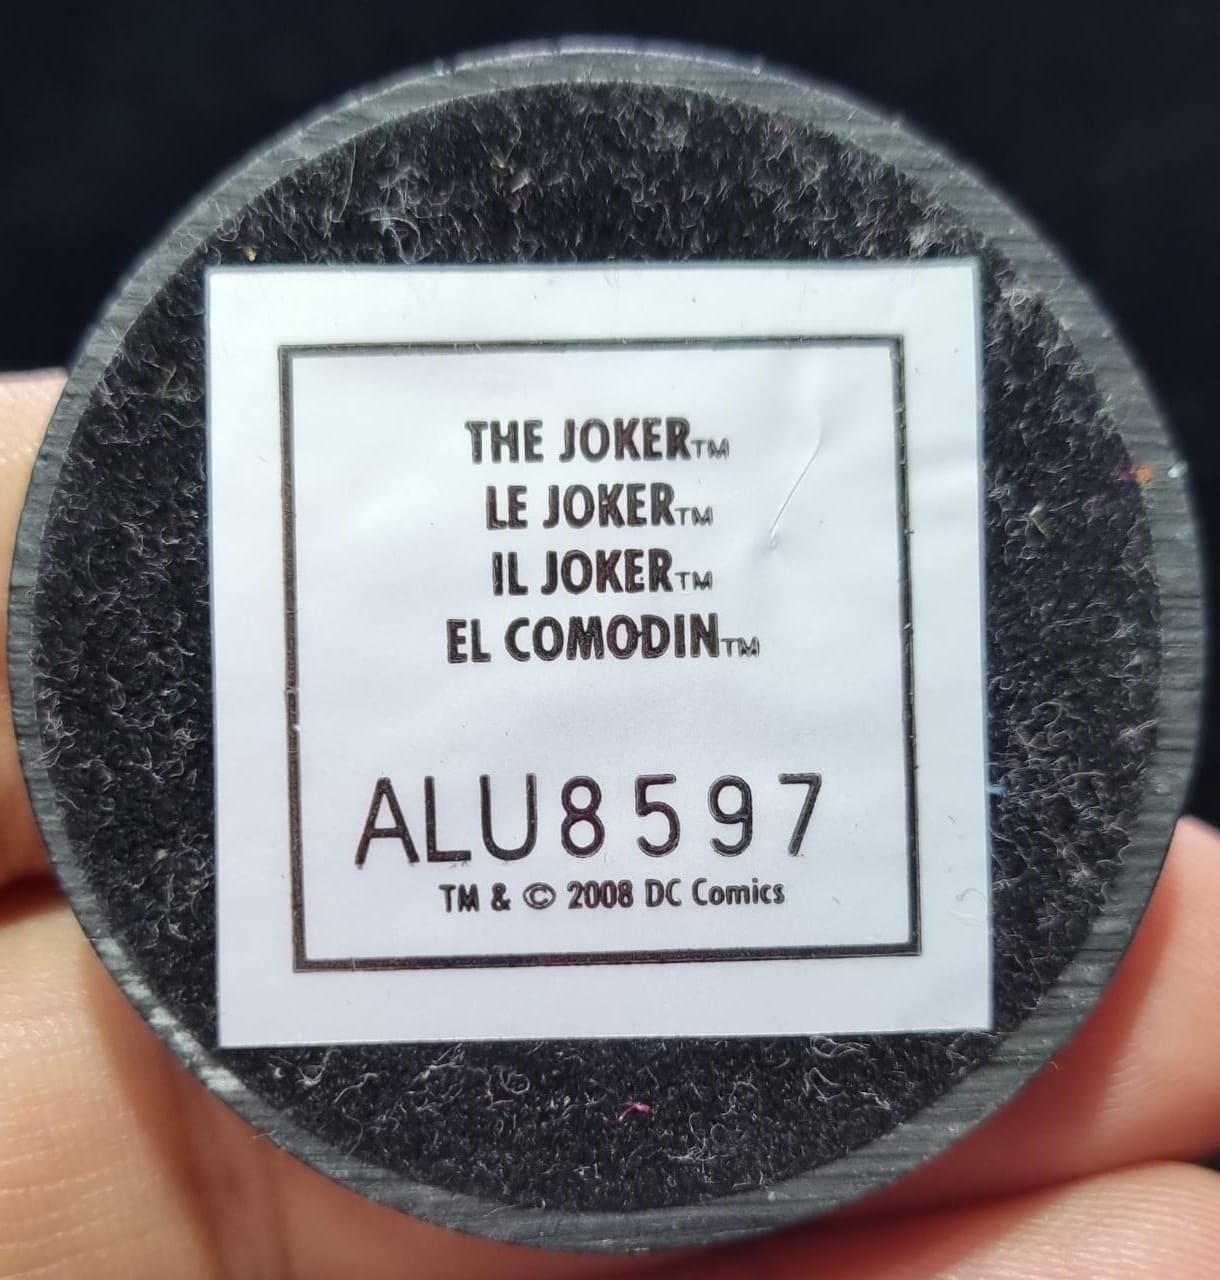 THE JOKER™
LE JOKER™
IL JOKER™
EL COMODIN™
ALU8597
TM & © 2008 DC Comics